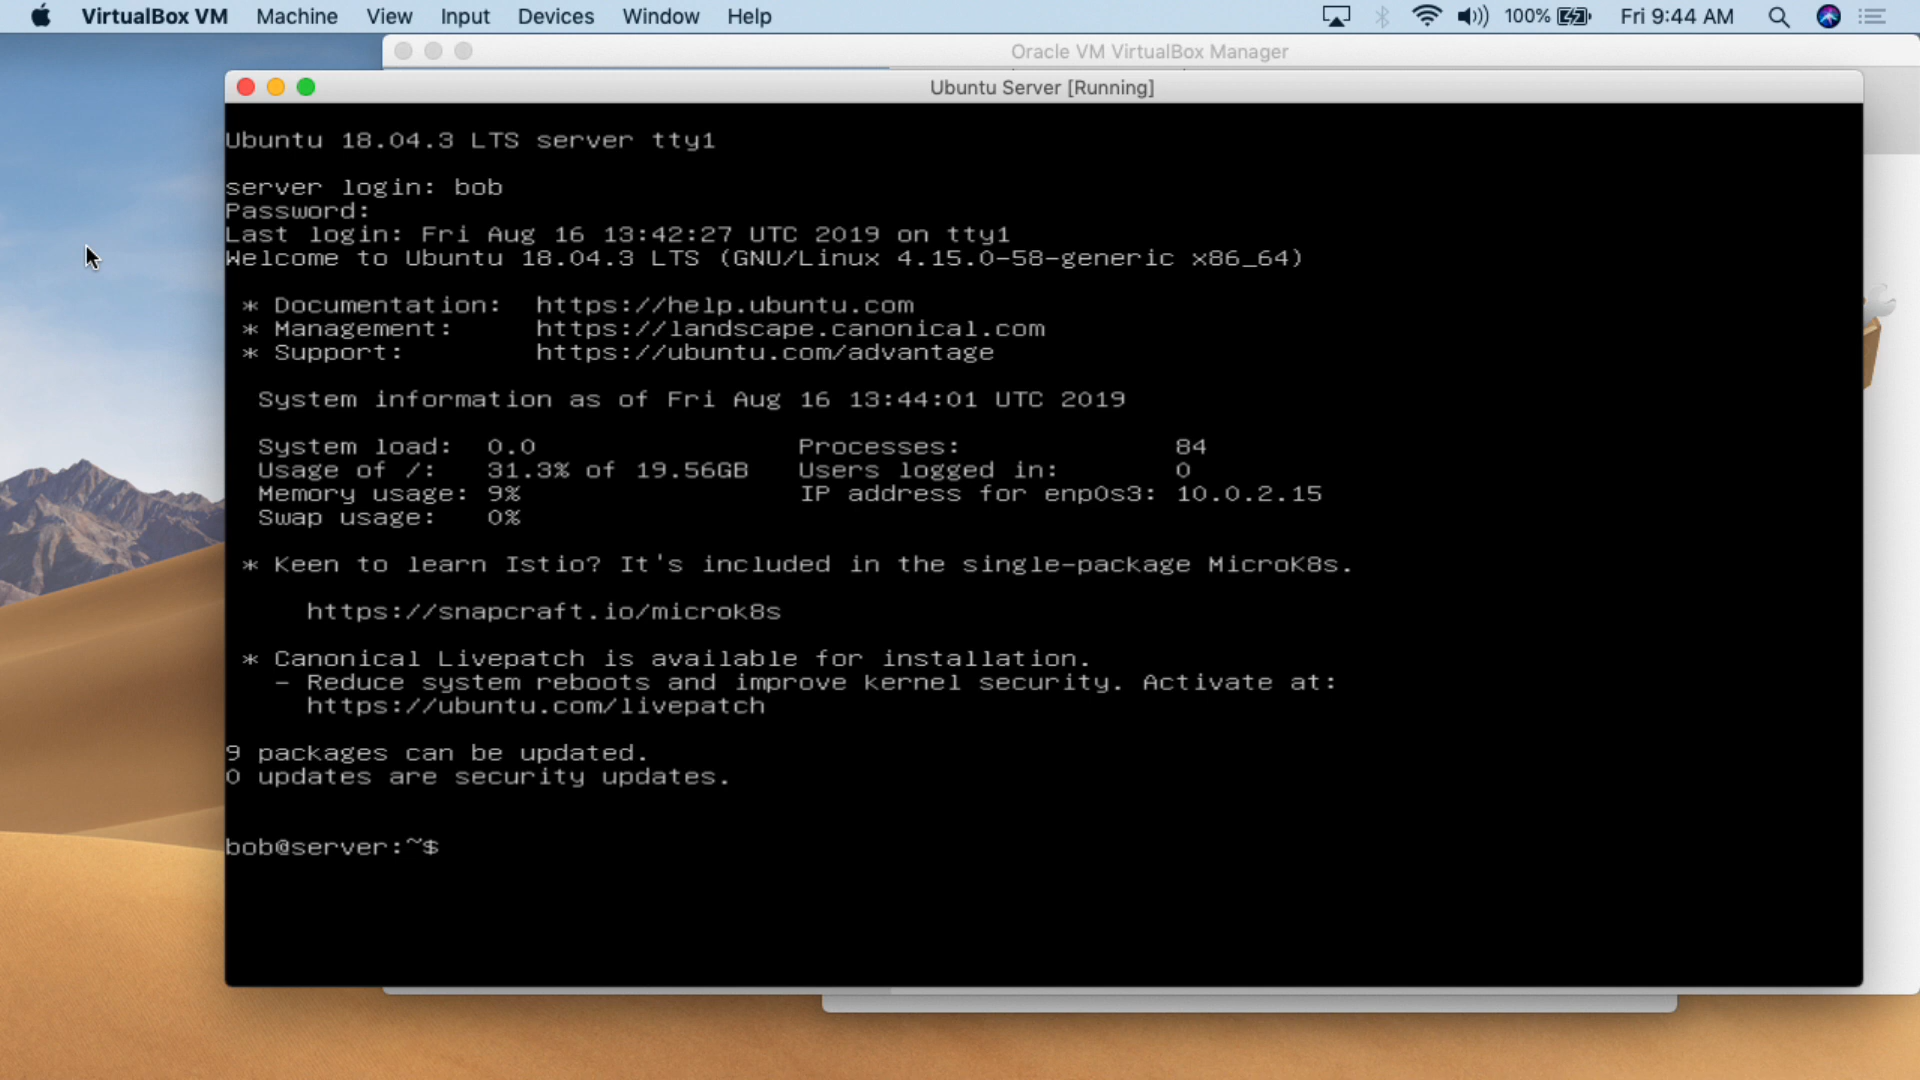 VirtualBox VM Machine View Input Devices Window Help 100% Fri 9:44 AM
Oracle VM VirtualBox Manager
Ubuntu Server [Running]
Ubuntu 18.04.3 LTS server tty1
server login: bob
Password:
Last login: Fri Aug 16 13:42:27 UTC 2019 on tty1
Welcome to Ubuntu 18.04.3 LTS (GNU/Linux 4.15.0-58-generic x86_64)
* Documentation: https://help.ubuntu.com
* Management: https://landscape.canonical.com
* Support: https://ubuntu.com/advantage
System information as of Fri Aug 16 13:44:01 UTC 2019
System load: 0.0 Processes: 84
Usage of /: 31.3% of 19.56GB Users logged in: 0
Memory usage: 9% IP address for enp0s3: 10.0.2.15
Swap usage: 0%
* Keen to learn Istio? It's included in the single-package MicroK8s.
https://snapcraft.io/microk8s
* Canonical Livepatch is available for installation.
- Reduce system reboots and improve kernel security. Activate at:
https://ubuntu.com/livepatch
9 packages can be updated.
0 updates are security updates.
bob@server:~$